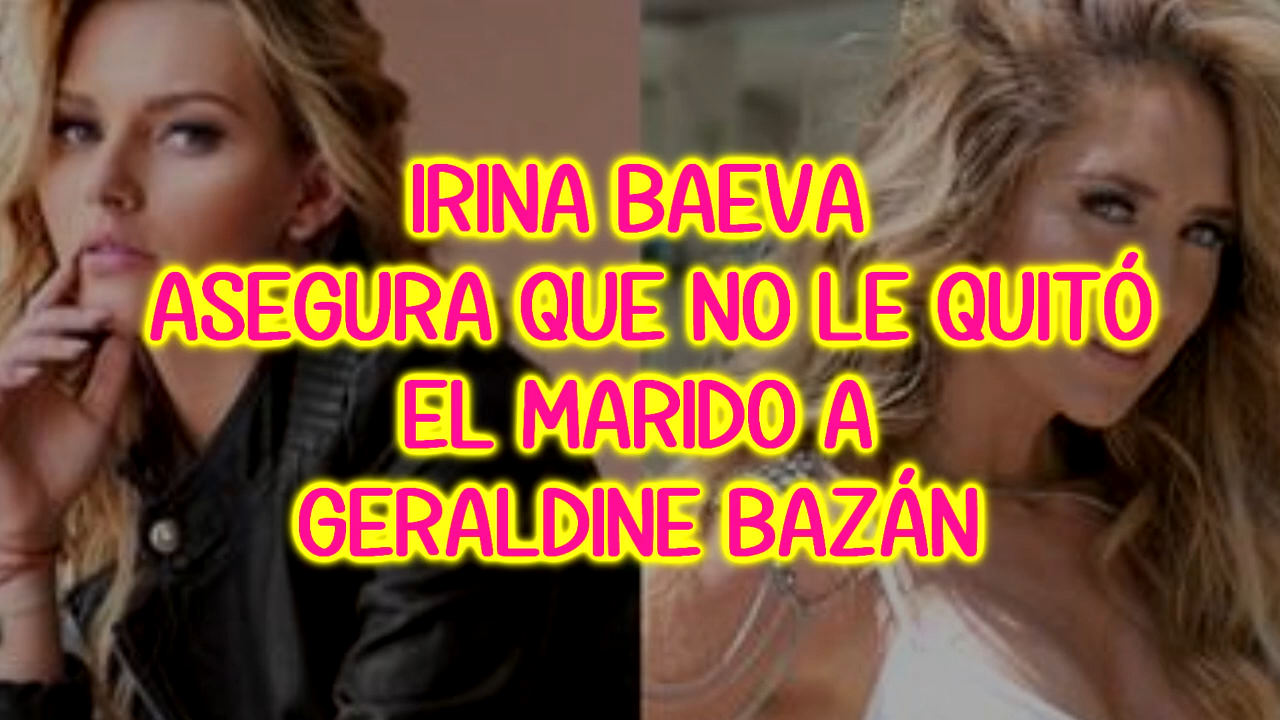 IRINA BAEVA
ASEGURA QUE NO LE QUITÓ
EL MARIDO A
GERALDINE BAZÁN